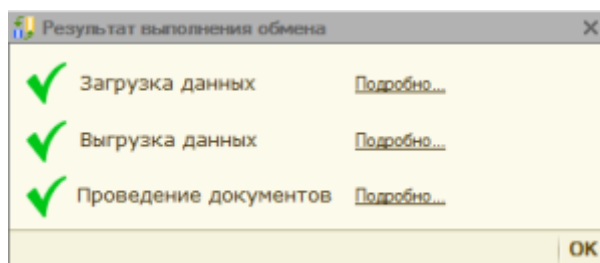 Результат выполнения обмена
Загрузка данных Подробно...
Выгрузка данных Подробно...
Проведение документов Подробно...
OK